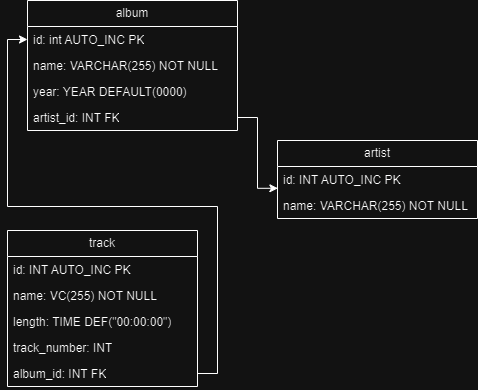 album
id: int AUTO_INC PK
name: VARCHAR(255) NOT NULL
year: YEAR DEFAULT(0000)
artist_id: INT FK
artist
id: INT AUTO_INC PK
name: VARCHAR(255) NOT NULL
track
id: INT AUTO_INC PK
name: VC(255) NOT NULL
length: TIME DEF("00:00:00")
track_number: INT
album_id: INT FK